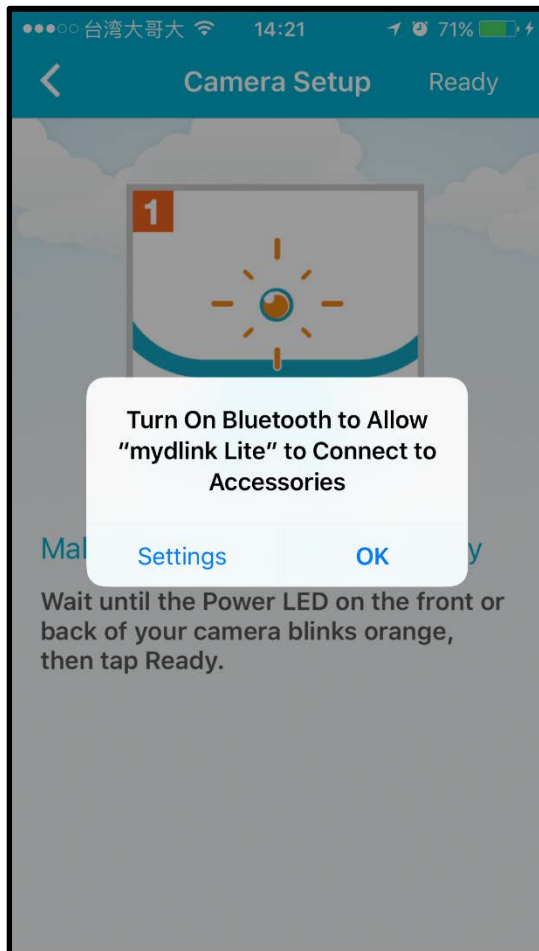 台湾大哥大 14:21 71%
Camera Setup Ready
1
Turn On Bluetooth to Allow
“mydlink Lite” to Connect to
Accessories
Settings OK
Wait until the Power LED on the front or
back of your camera blinks orange,
then tap Ready.